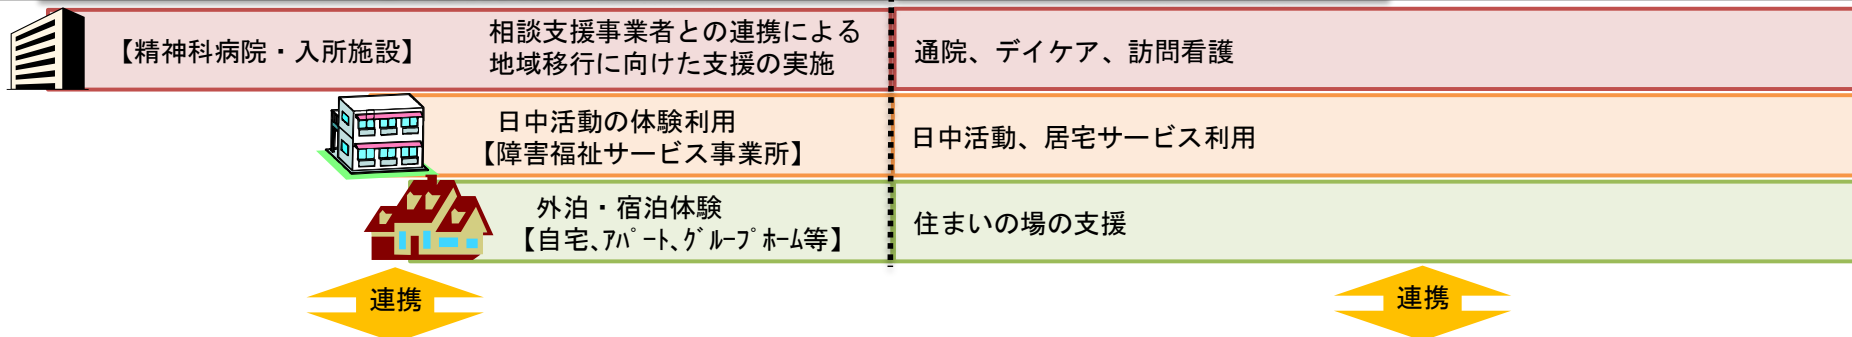 【精神科病院・入所施設】
相談支援事業者との連携による
地域移行に向けた支援の実施
通院、デイケア、訪問看護
日中活動の体験利用
【障害福祉サービス事業所】
日中活動、居宅サービス利用
外泊・宿泊体験
【自宅、ｱﾊﾟｰﾄ、ｸﾞﾙｰﾌﾟﾎｰﾑ等】
住まいの場の支援
連携
連携